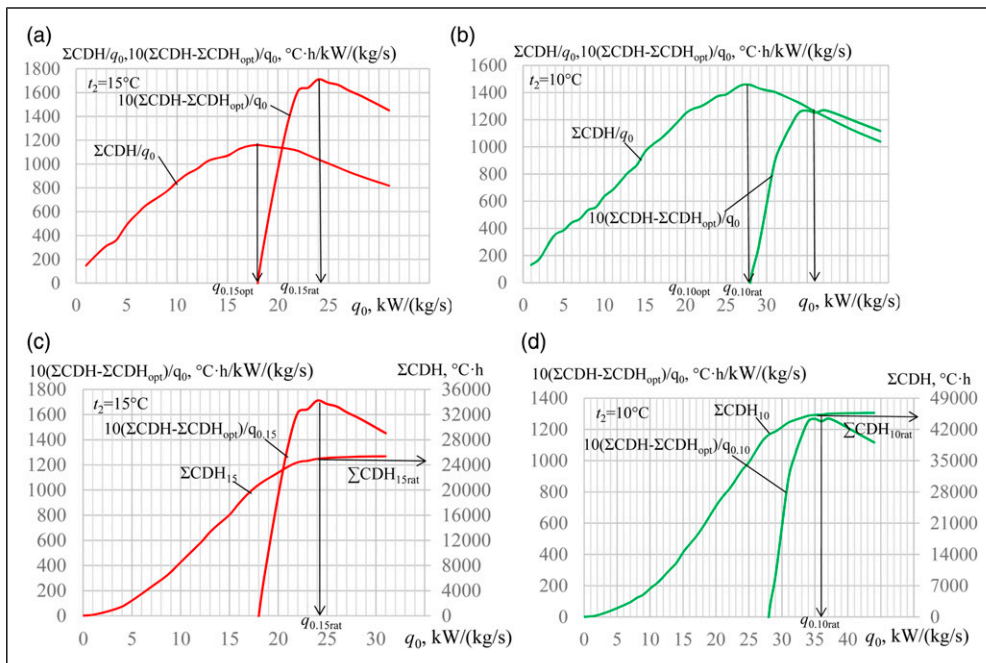 (a)
ΣCDH/q₀,10(ΣCDH-ΣCDHopt)/q₀, °C·h/kW/(kg/s)
1800
t₂=15°C
1600
10(ΣCDH-ΣCDHopt)/q₀
1400
1200
ΣCDH/q₀
1000
800
600
400
200
0
0 5 10 15 20 25 30
q₀.₁₅opt q₀.₁₅rat q₀, kW/(kg/s)
(b)
ΣCDH/q₀,10(ΣCDH-ΣCDHopt)/q₀, °C·h/kW/(kg/s)
1600
t₂=10°C
1400
1200
ΣCDH/q₀
1000
800
600
10(ΣCDH-ΣCDHopt)/q₀
400
200
0
0 5 10 15 20 25 30 35 40
q₀.₁₀opt q₀.₁₀rat q₀, kW/(kg/s)
(c)
10(ΣCDH-ΣCDHopt)/q₀, °C·h/kW/(kg/s) ΣCDH, °C·h
1800 36000
t₂=15°C
1600 32000
10(ΣCDH-ΣCDHopt)/q₀.₁₅
1400 28000
1200 24000
ΣCDH₁₅ ∑CDH₁₅rat
1000 20000
800 16000
600 12000
400 8000
200 4000
0 0
0 5 10 15 20 25 30
q₀.₁₅rat q₀, kW/(kg/s)
(d)
10(ΣCDH-ΣCDHopt)/q₀, °C·h/kW/(kg/s) ΣCDH, °C·h
1400 49000
t₂=10°C ΣCDH₁₀
1200 42000
∑CDH₁₀rat
10(ΣCDH-ΣCDHopt)/q₀.₁₀
1000 35000
800 28000
600 21000
400 14000
200 7000
0 0
0 5 10 15 20 25 30 35 40
q₀.₁₀rat q₀, kW/(kg/s)